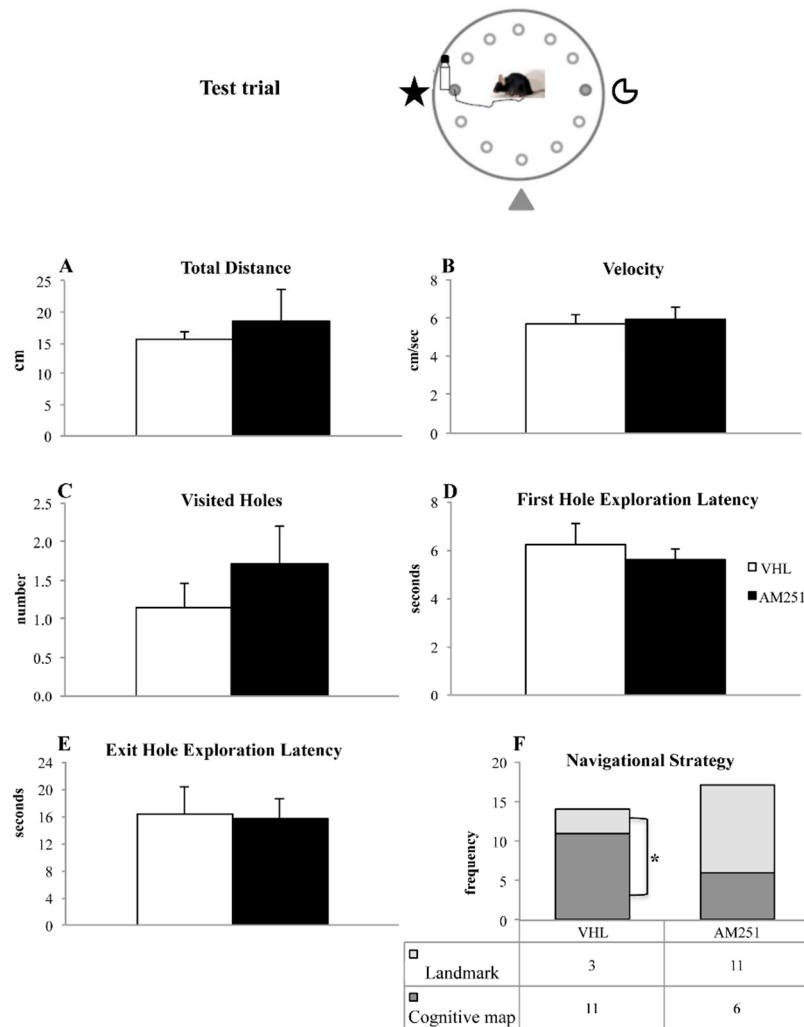 Test trial
A
Total Distance
cm
25
20
15
10
5
0
B
Velocity
cm/sec
8
6
4
2
0
C
Visited Holes
number
2.5
2.0
1.5
1.0
0.5
0.0
D
First Hole Exploration Latency
seconds
8
6
4
2
0
VHL
AM251
E
Exit Hole Exploration Latency
seconds
24
20
16
12
8
4
0
F
Navigational Strategy
frequency
20
15
10
5
0
*
VHL AM251
Landmark 3 11
Cognitive map 11 6